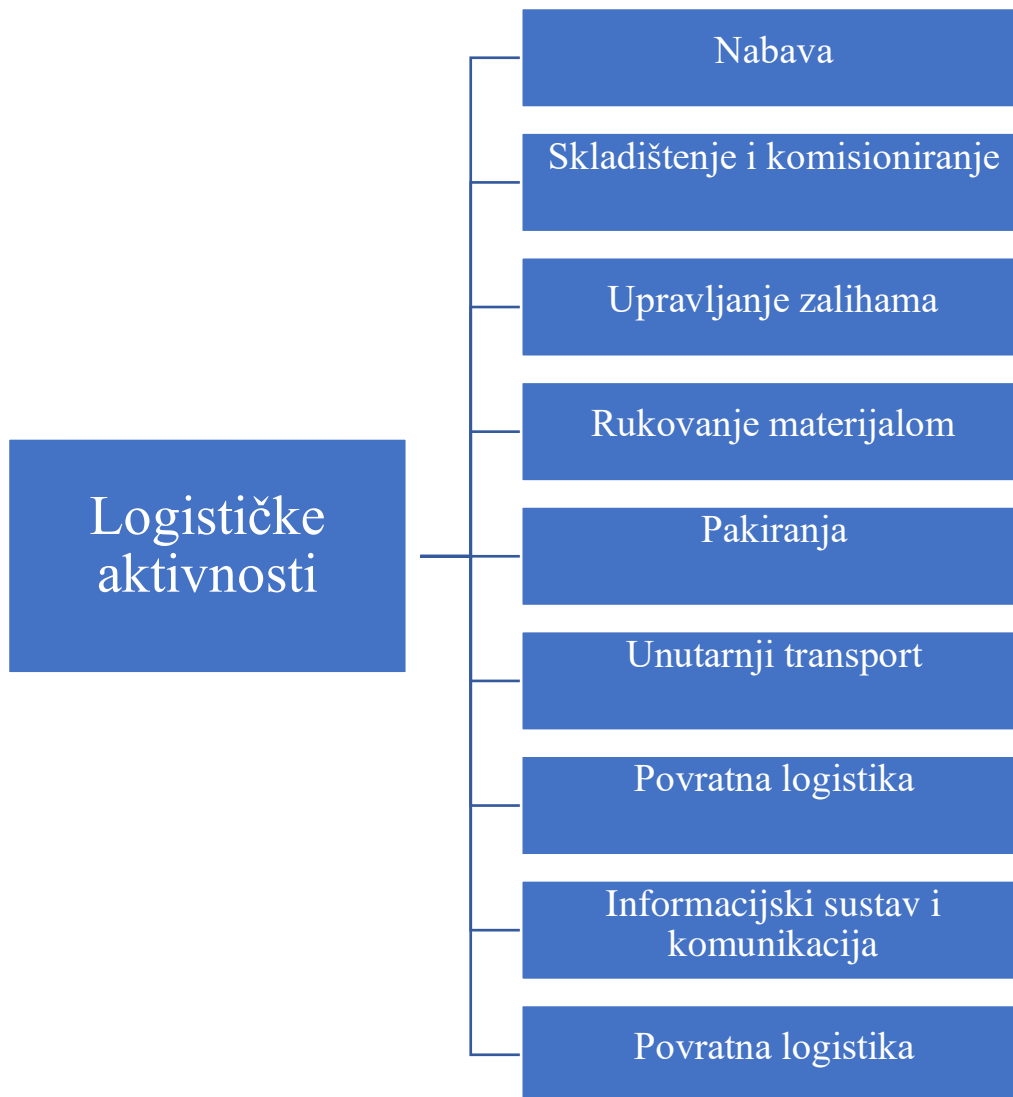 Nabava
Skladištenje i komisioniranje
Upravljanje zalihama
Rukovanje materijalom
Logističke
aktivnosti
Pakiranja
Unutarnji transport
Povratna logistika
Informacijski sustav i
komunikacija
Povratna logistika